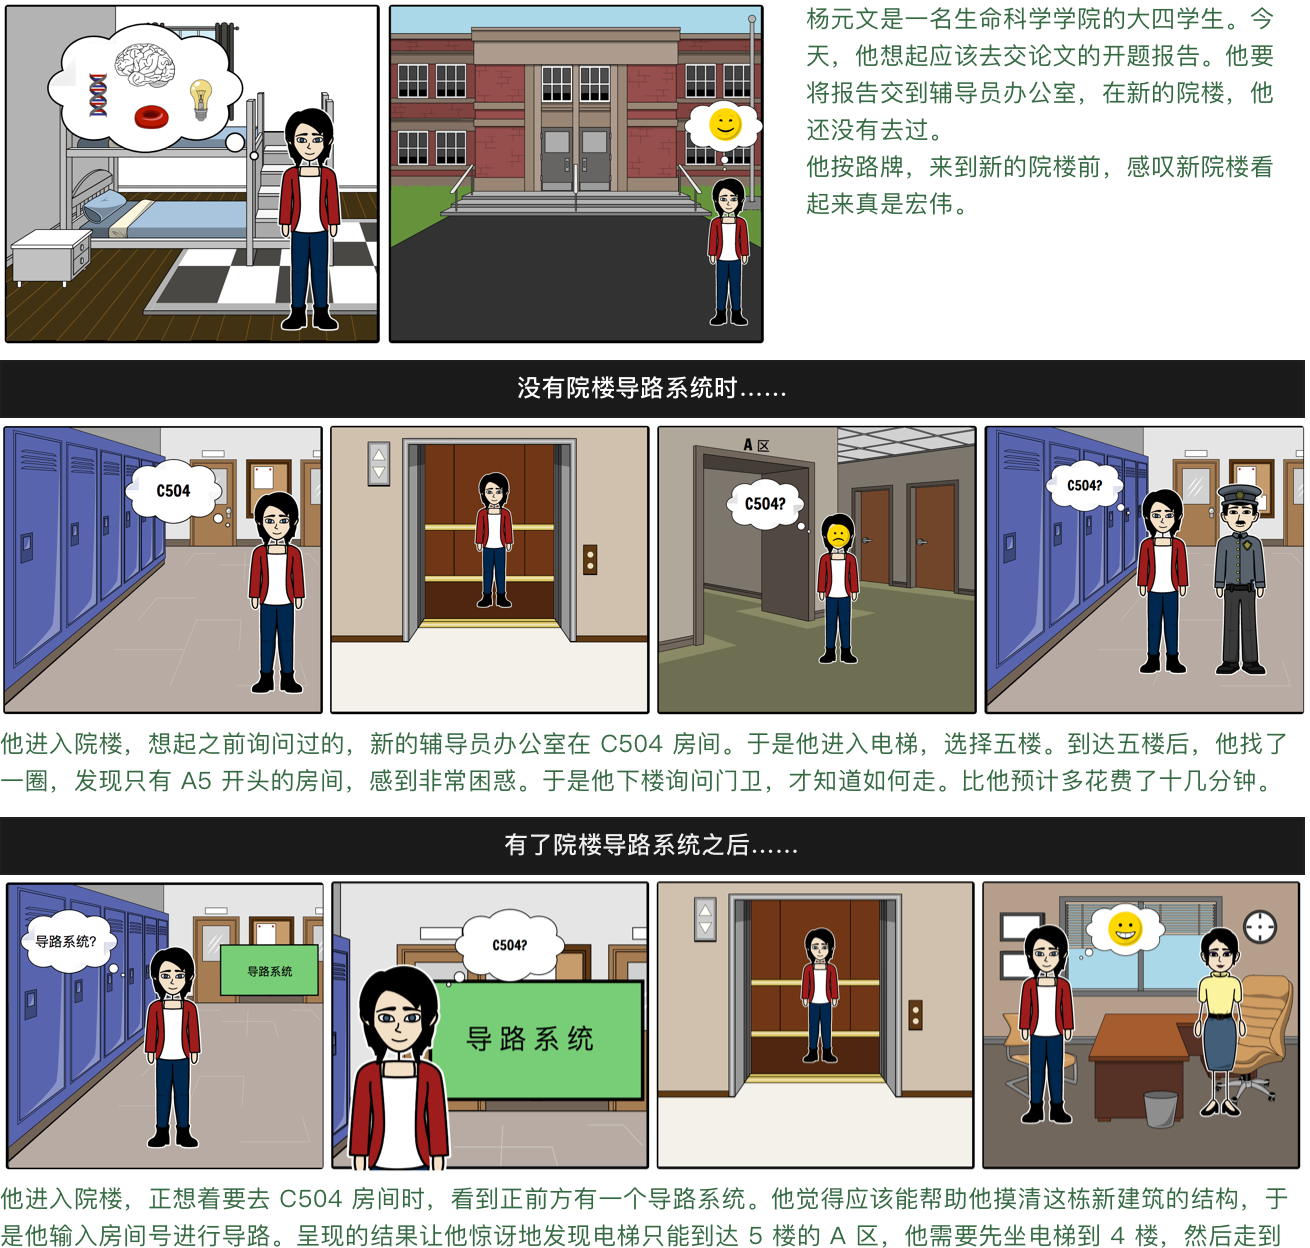 杨元文是一名生命科学学院的大四学生。今
天，他想起应该去交论文的开题报告。他要
将报告交到辅导员办公室，在新的院楼，他
还没有去过。
他按路牌，来到新的院楼前，感叹新院楼看
起来真是宏伟。
没有院楼导路系统时……
C504
A 区
C504?
C504?
他进入院楼，想起之前询问过的，新的辅导员办公室在 C504 房间。于是他进入电梯，选择五楼。到达五楼后，他找了
一圈，发现只有 A5 开头的房间，感到非常困惑。于是他下楼询问门卫，才知道如何走。比他预计多花费了十几分钟。
有了院楼导路系统之后……
导路系统?
导路系统
C504?
导路系统
他进入院楼，正想着要去 C504 房间时，看到正前方有一个导路系统。他觉得应该能帮助他摸清这栋新建筑的结构，于
是他输入房间号进行导路。呈现的结果让他惊讶地发现电梯只能到达 5 楼的 A 区，他需要先坐电梯到 4 楼，然后走到